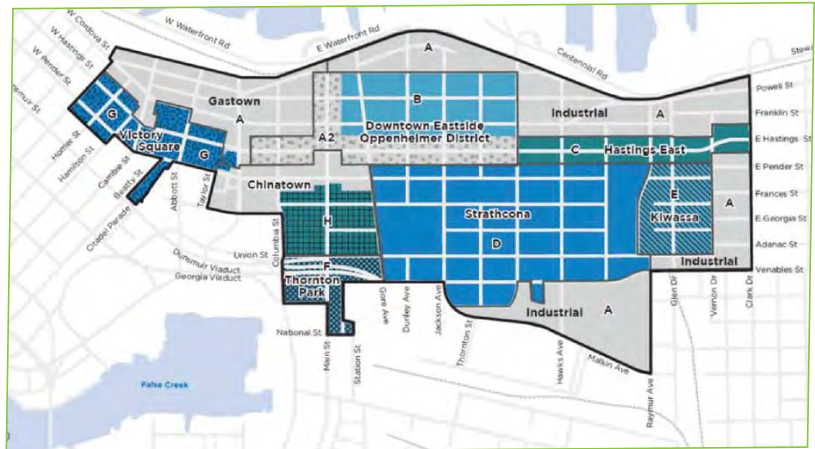 W Cordova St
W Hastings St
W Pender St
W Waterfront Rd
E Waterfront Rd
Centennial Rd
A
Powell St
Franklin St
E Hastings St
E Pender St
Frances St
E Georgia St
Adanac St
Venables St
Gastown
A
B
Downtown Eastside
Oppenheimer District
A2
Industrial
A
C
Hastings East
G
Victory
Square
G
Homer St
Hamilton St
Cambie St
Beatty St
Citadel Parade
Abbott St
Taylor St
Chinatown
Strathcona
D
E
Kiwassa
A
Industrial
H
Columbia St
Union St
Dunsmuir Viaduct
Georgia Viaduct
F
Thornton
Park
National St
Main St
Station St
Gore Ave
Dunlevy Ave
Jackson Ave
Thornton St
Industrial
A
Hawks Ave
Malkin Ave
Raymur Ave
Glen Dr
Vernon Dr
Clark Dr
False Creek